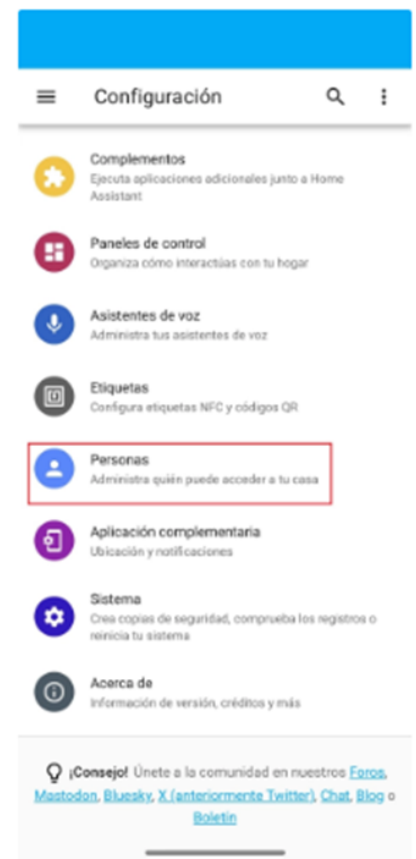 Configuración
Complementos
Ejecuta aplicaciones adicionales junto a Home
Assistant
Paneles de control
Organiza cómo interactúas con tu hogar
Asistentes de voz
Administra tus asistentes de voz
Etiquetas
Configura etiquetas NFC y códigos QR
Personas
Administra quién puede acceder a tu casa
Aplicación complementaria
Ubicación y notificaciones
Sistema
Crea copias de seguridad, comprueba los registros o
reinicia tu sistema
Acerca de
Información de versión, créditos y más
¡Consejo! Únete a la comunidad en nuestros Foros,
Mastodon, Bluesky, X (anteriormente Twitter), Chat, Blog o
Boletín